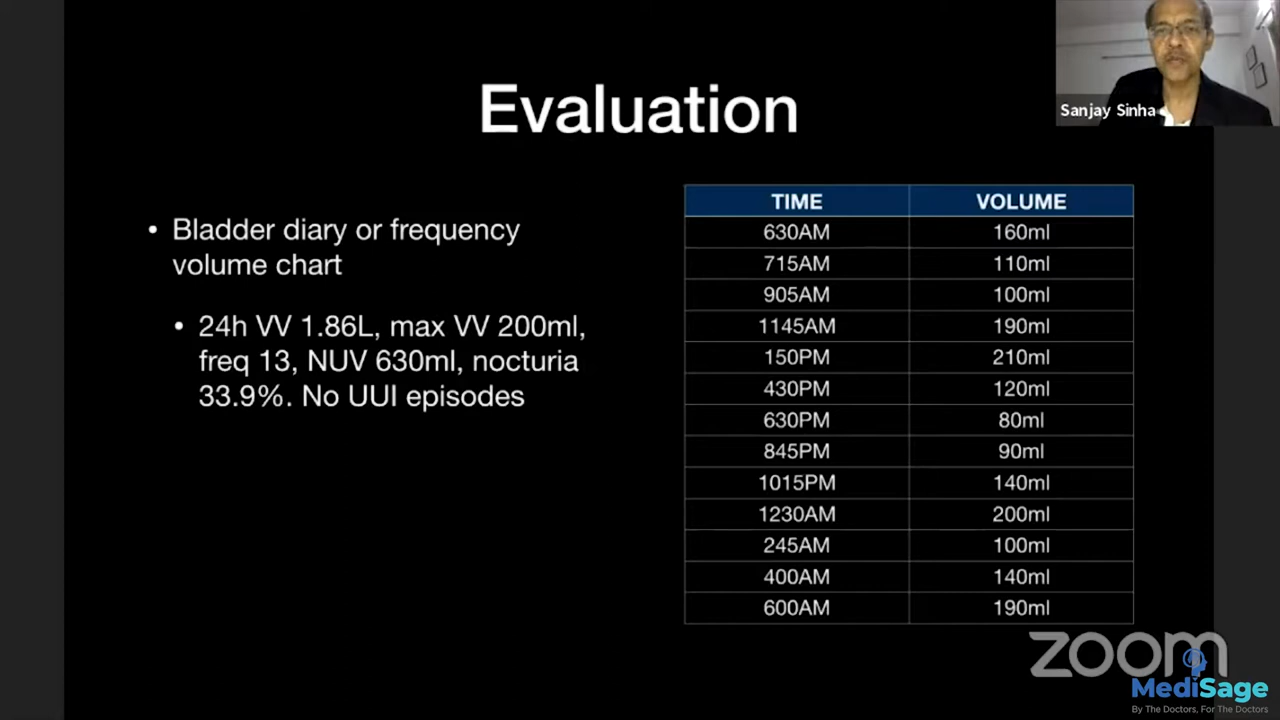 Sanjay Sinha
Evaluation
• Bladder diary or frequency
volume chart
• 24h VV 1.86L, max VV 200ml,
freq 13, NUV 630ml, nocturia
33.9%. No UUI episodes
TIME VOLUME
630AM 160ml
715AM 110ml
905AM 100ml
1145AM 190ml
150PM 210ml
430PM 120ml
630PM 80ml
845PM 90ml
1015PM 140ml
1230AM 200ml
245AM 100ml
400AM 140ml
600AM 190ml
zoom
MediSage
By The Doctors, For The Doctors